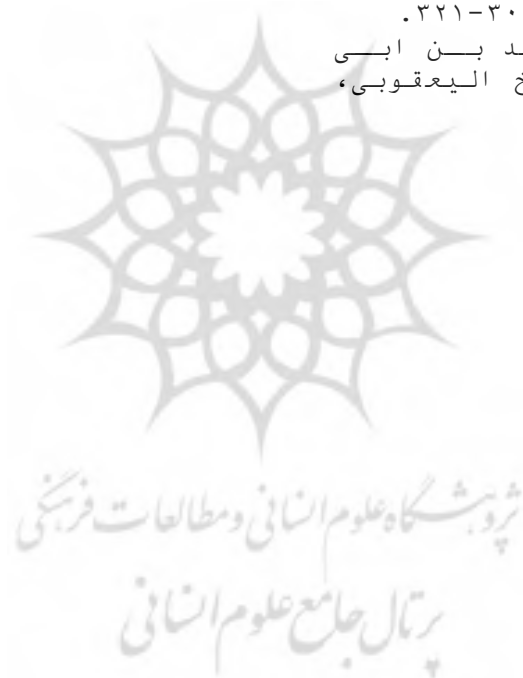 ۳۰-۳۲۱.
د بن ابی
خ الیعقوبی،
پژوهشگاه علوم انسانی و مطالعات فرهنگی
پرتال جامع علوم انسانی